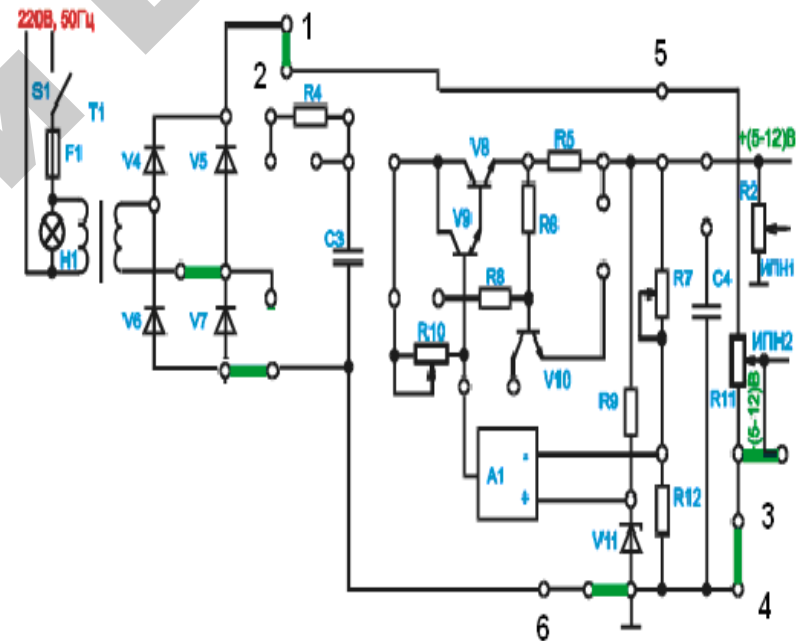 220В, 50Гц
1
2
S1
T1
F1
H1
V4
V5
V6
V7
R4
C3
V8
V9
R5
R6
R8
R10
V10
A1
-
+
R9
V11
R7
R12
C4
5
+(5-12)В
R2
ИПН1
ИПН2
R11
-(5-12)В
3
4
6